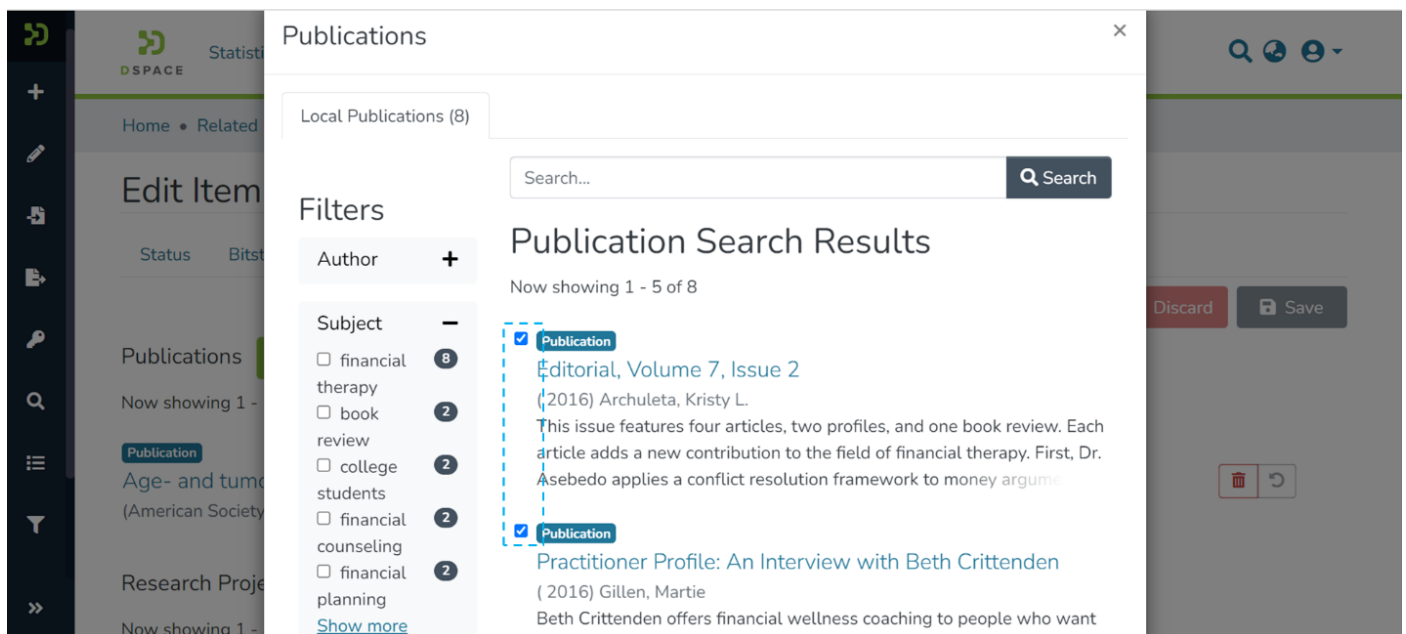 DSPACE
Statisti
Home • Related
Edit Item
Status Bitst
Discard Save
Publications
Now showing 1 -
Publication
Age- and tumo
(American Society
Research Proje
Now showing 1 -
Publications
×
Local Publications (8)
Search...
Search
Filters
Author
Subject
financial therapy 8
book review 2
college students 2
financial counseling 2
financial planning 2
Show more
Publication Search Results
Now showing 1 - 5 of 8
Publication
Editorial, Volume 7, Issue 2
( 2016) Archuleta, Kristy L.
This issue features four articles, two profiles, and one book review. Each
article adds a new contribution to the field of financial therapy. First, Dr.
Asebedo applies a conflict resolution framework to money argume
Publication
Practitioner Profile: An Interview with Beth Crittenden
( 2016) Gillen, Martie
Beth Crittenden offers financial wellness coaching to people who want